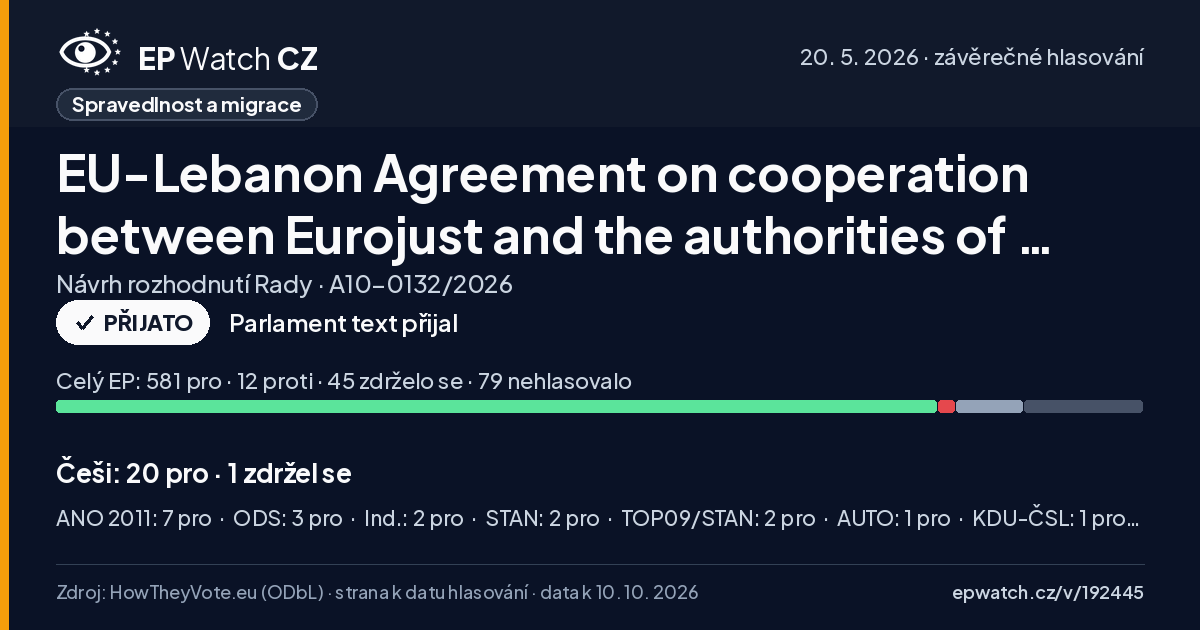 EP Watch CZ
20. 5. 2026 · závěrečné hlasování
Spravedlnost a migrace
EU-Lebanon Agreement on cooperation
between Eurojust and the authorities of …
Návrh rozhodnutí Rady · A10-0132/2026
✓ PŘIJATO
Parlament text přijal
Celý EP: 581 pro · 12 proti · 45 zdrželo se · 79 nehlasovalo
Češi: 20 pro · 1 zdržel se
ANO 2011: 7 pro · ODS: 3 pro · Ind.: 2 pro · STAN: 2 pro · TOP09/STAN: 2 pro · AUTO: 1 pro · KDU-ČSL: 1 pro…
Zdroj: HowTheyVote.eu (ODbL) · strana k datu hlasování · data k 10. 10. 2026
epwatch.cz/v/192445